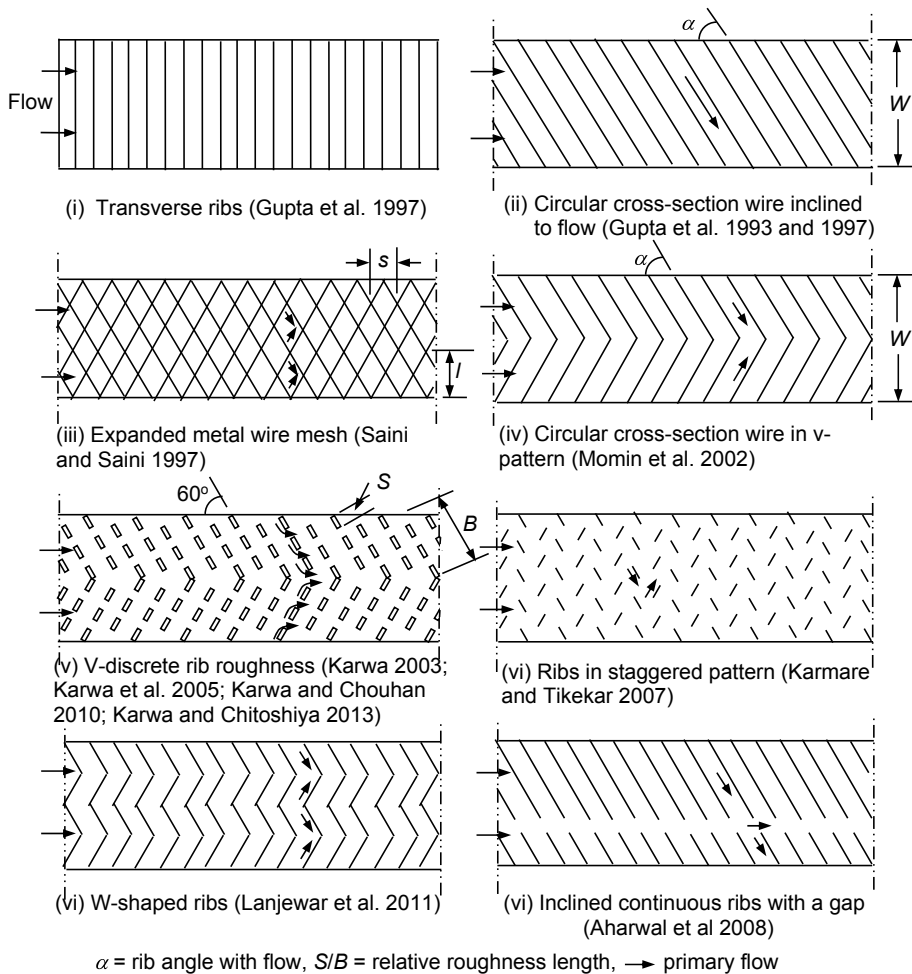 α
Flow
W
(i) Transverse ribs (Gupta et al. 1997)
(ii) Circular cross-section wire inclined
to flow (Gupta et al. 1993 and 1997)
s
l
α
W
(iii) Expanded metal wire mesh (Saini
and Saini 1997)
(iv) Circular cross-section wire in v-
pattern (Momin et al. 2002)
60º
S
B
(v) V-discrete rib roughness (Karwa 2003;
Karwa et al. 2005; Karwa and Chouhan
2010; Karwa and Chitoshiya 2013)
(vi) Ribs in staggered pattern (Karmare
and Tikekar 2007)
(vi) W-shaped ribs (Lanjewar et al. 2011)
(vi) Inclined continuous ribs with a gap
(Aharwal et al 2008)
α = rib angle with flow, S/B = relative roughness length, → primary flow